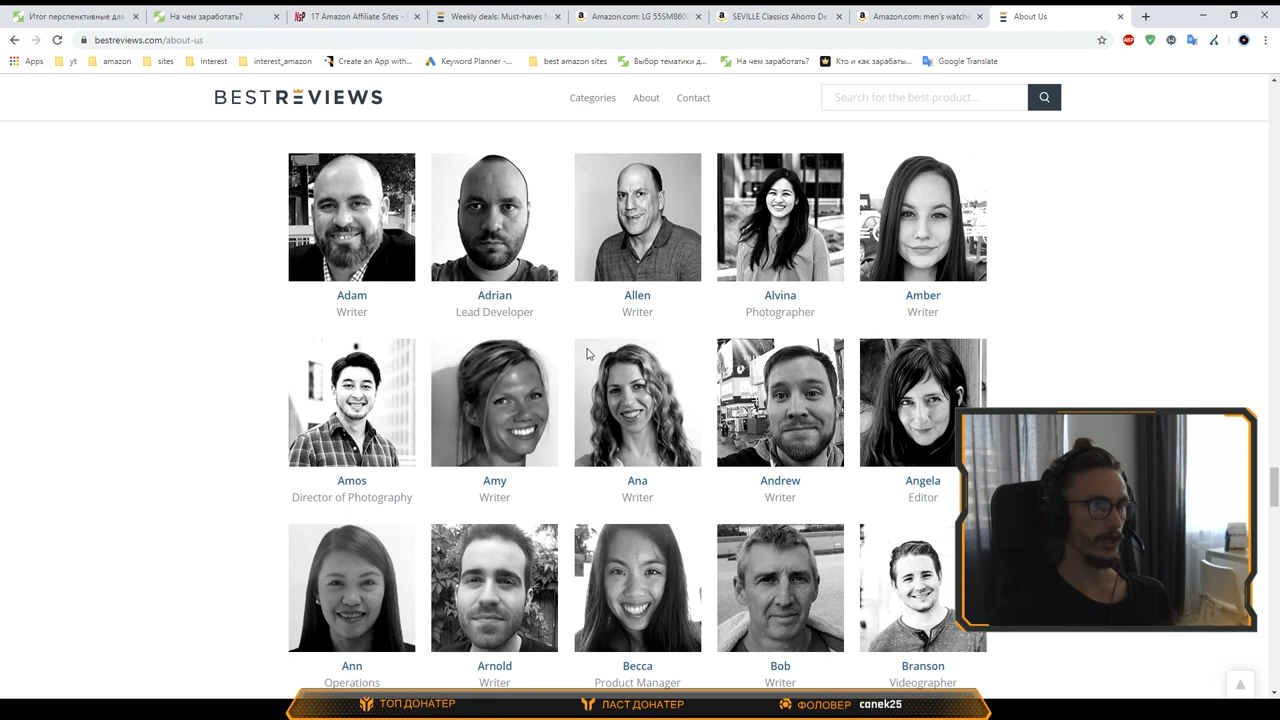 Итог перспективные для
На чем заработать?
17 Amazon Affiliate Sites -
Weekly deals: Must-haves
Amazon.com: LG 55SM860
SEVILLE Classics Ahorro De
Amazon.com: men's watch
About Us
bestreviews.com/about-us
Apps
yt
amazon
sites
interest
interest_amazon
Create an App with...
Keyword Planner -...
best amazon sites
Выбор тематики д...
На чем заработать?
Кто и как зарабаты...
Google Translate
BESTREVIEWS
Categories
About
Contact
Search for the best product...
Adam
Adrian
Allen
Alvina
Amber
Writer
Lead Developer
Writer
Photographer
Writer
Amos
Amy
Ana
Andrew
Angela
Director of Photography
Writer
Writer
Writer
Editor
Ann
Arnold
Becca
Bob
Branson
Operations
Writer
Product Manager
Writer
Videographer
ТОП ДОНАТЕР
ЛАСТ ДОНАТЕР
ФОЛОВЕР canek25